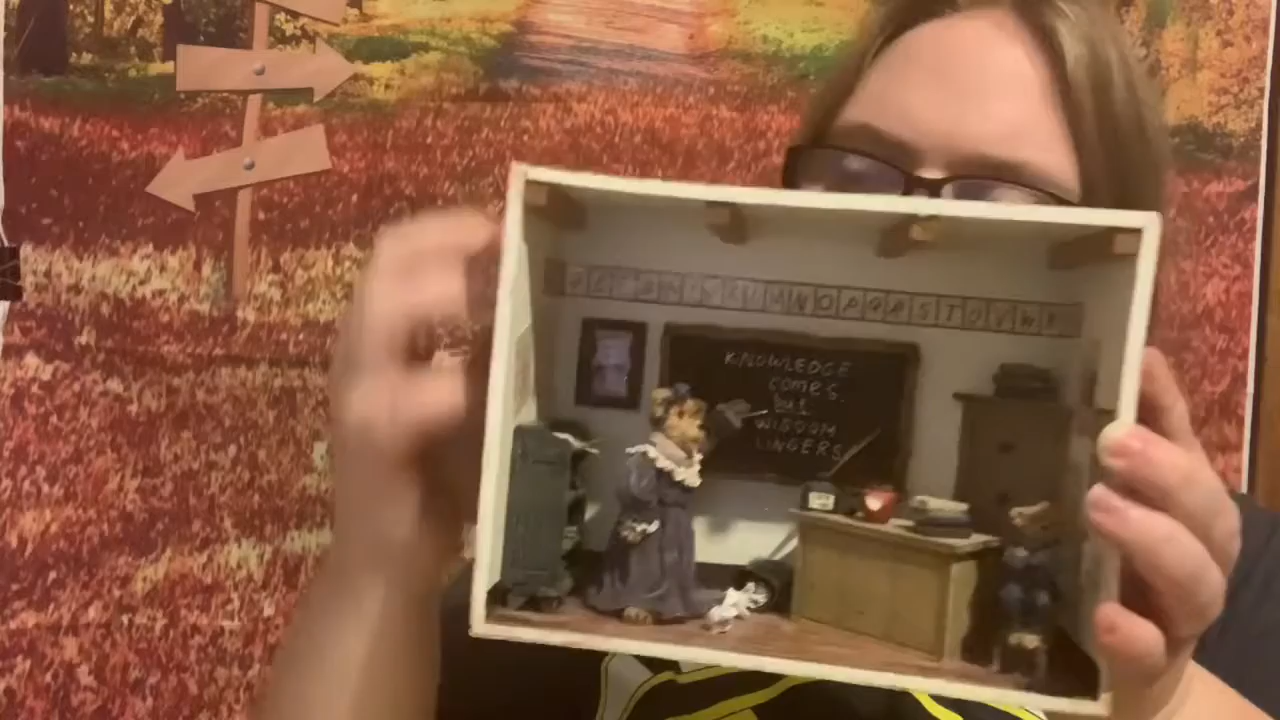 M N O P Q R S T U V W
KNOWLEDGE
COMES
but
WISDOM
LINGERS